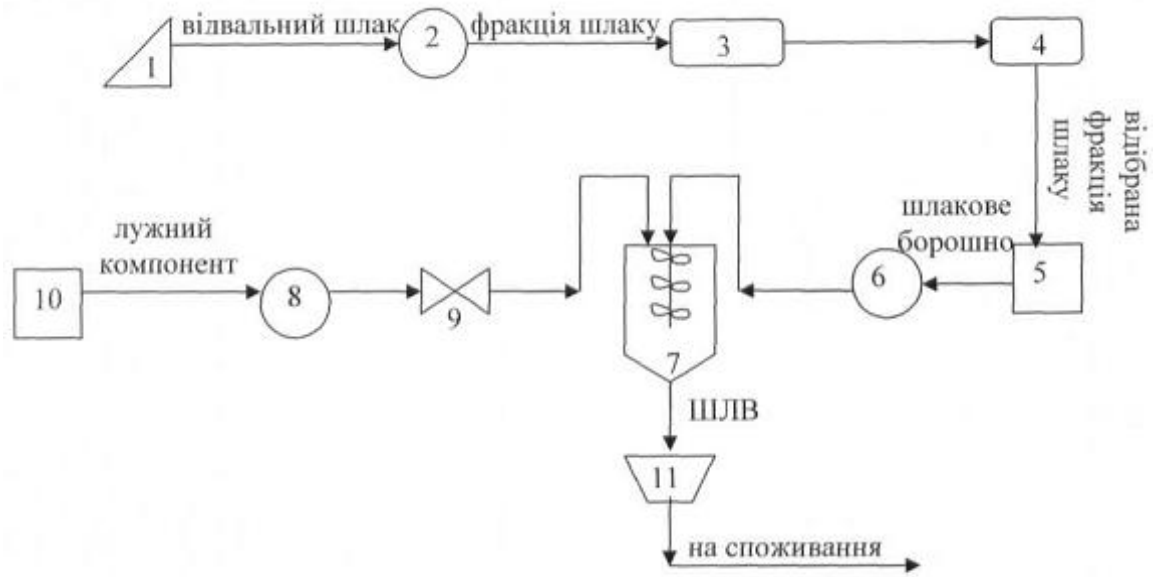 відвальний шлак
фракція шлаку
1
2
3
4
відібрана
фракція
шлаку
лужний
компонент
шлакове
борошно
10
8
9
7
6
5
ШЛВ
11
на споживання